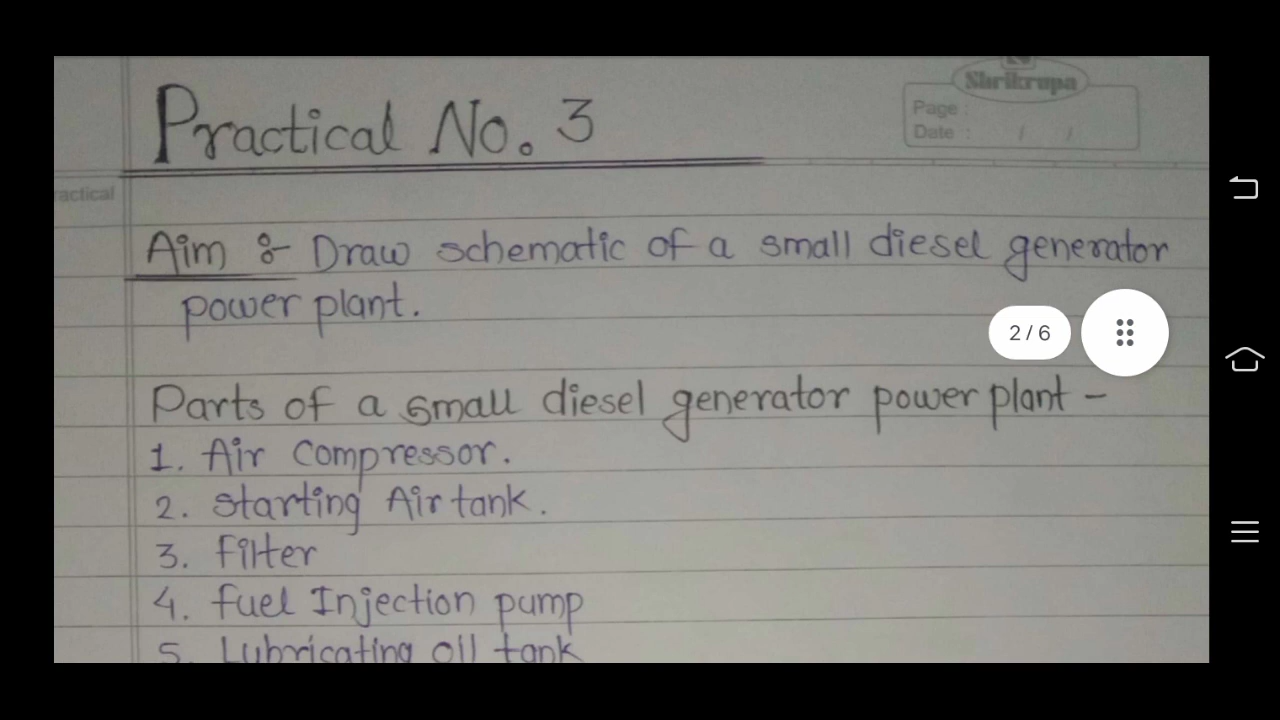 Shrikrupa
Page :
Date : / /
Practical No. 3
ractical
Aim :- Draw schematic of a small diesel generator
power plant.
2 / 6
Parts of a small diesel generator power plant -
1. Air Compressor.
2. Starting Air tank.
3. Filter
4. Fuel Injection pump
5. Lubricating oil tank